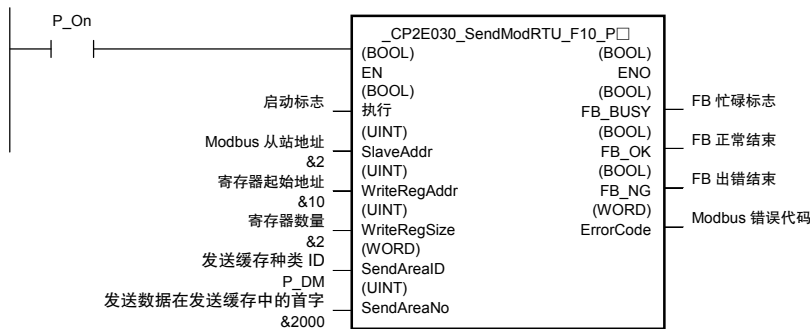 P_On
_CP2E030_SendModRTU_F10_P□
(BOOL) (BOOL)
EN ENO
(BOOL) (BOOL)
启动标志 执行 FB_BUSY FB 忙碌标志
(UINT) (BOOL)
Modbus 从站地址 SlaveAddr FB_OK FB 正常结束
&2 (UINT) (BOOL)
寄存器起始地址 WriteRegAddr FB_NG FB 出错结束
&10 (UINT) (WORD)
寄存器数量 WriteRegSize ErrorCode Modbus 错误代码
&2 (WORD)
发送缓存种类 ID SendAreaID
P_DM (UINT)
发送数据在发送缓存中的首字 SendAreaNo
&2000